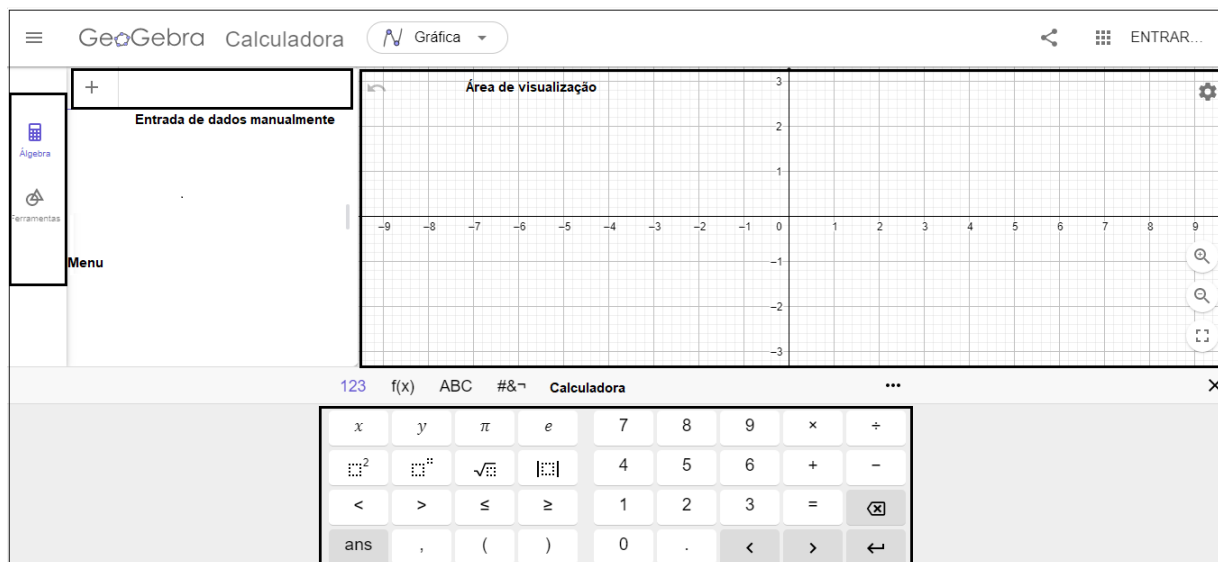 GeoGebra Calculadora Gráfica ENTRAR...
+ Área de visualização
Entrada de dados manualmente
Álgebra
Ferramentas
Menu
3
2
1
−9 −8 −7 −6 −5 −4 −3 −2 −1 0 1 2 3 4 5 6 7 8 9
−1
−2
−3
123 f(x) ABC #&¬ Calculadora ... ×
x y π e 7 8 9 × ÷
□² □^□ √□ |□| 4 5 6 + −
< > ≤ ≥ 1 2 3 =
ans , ( ) 0 . < >